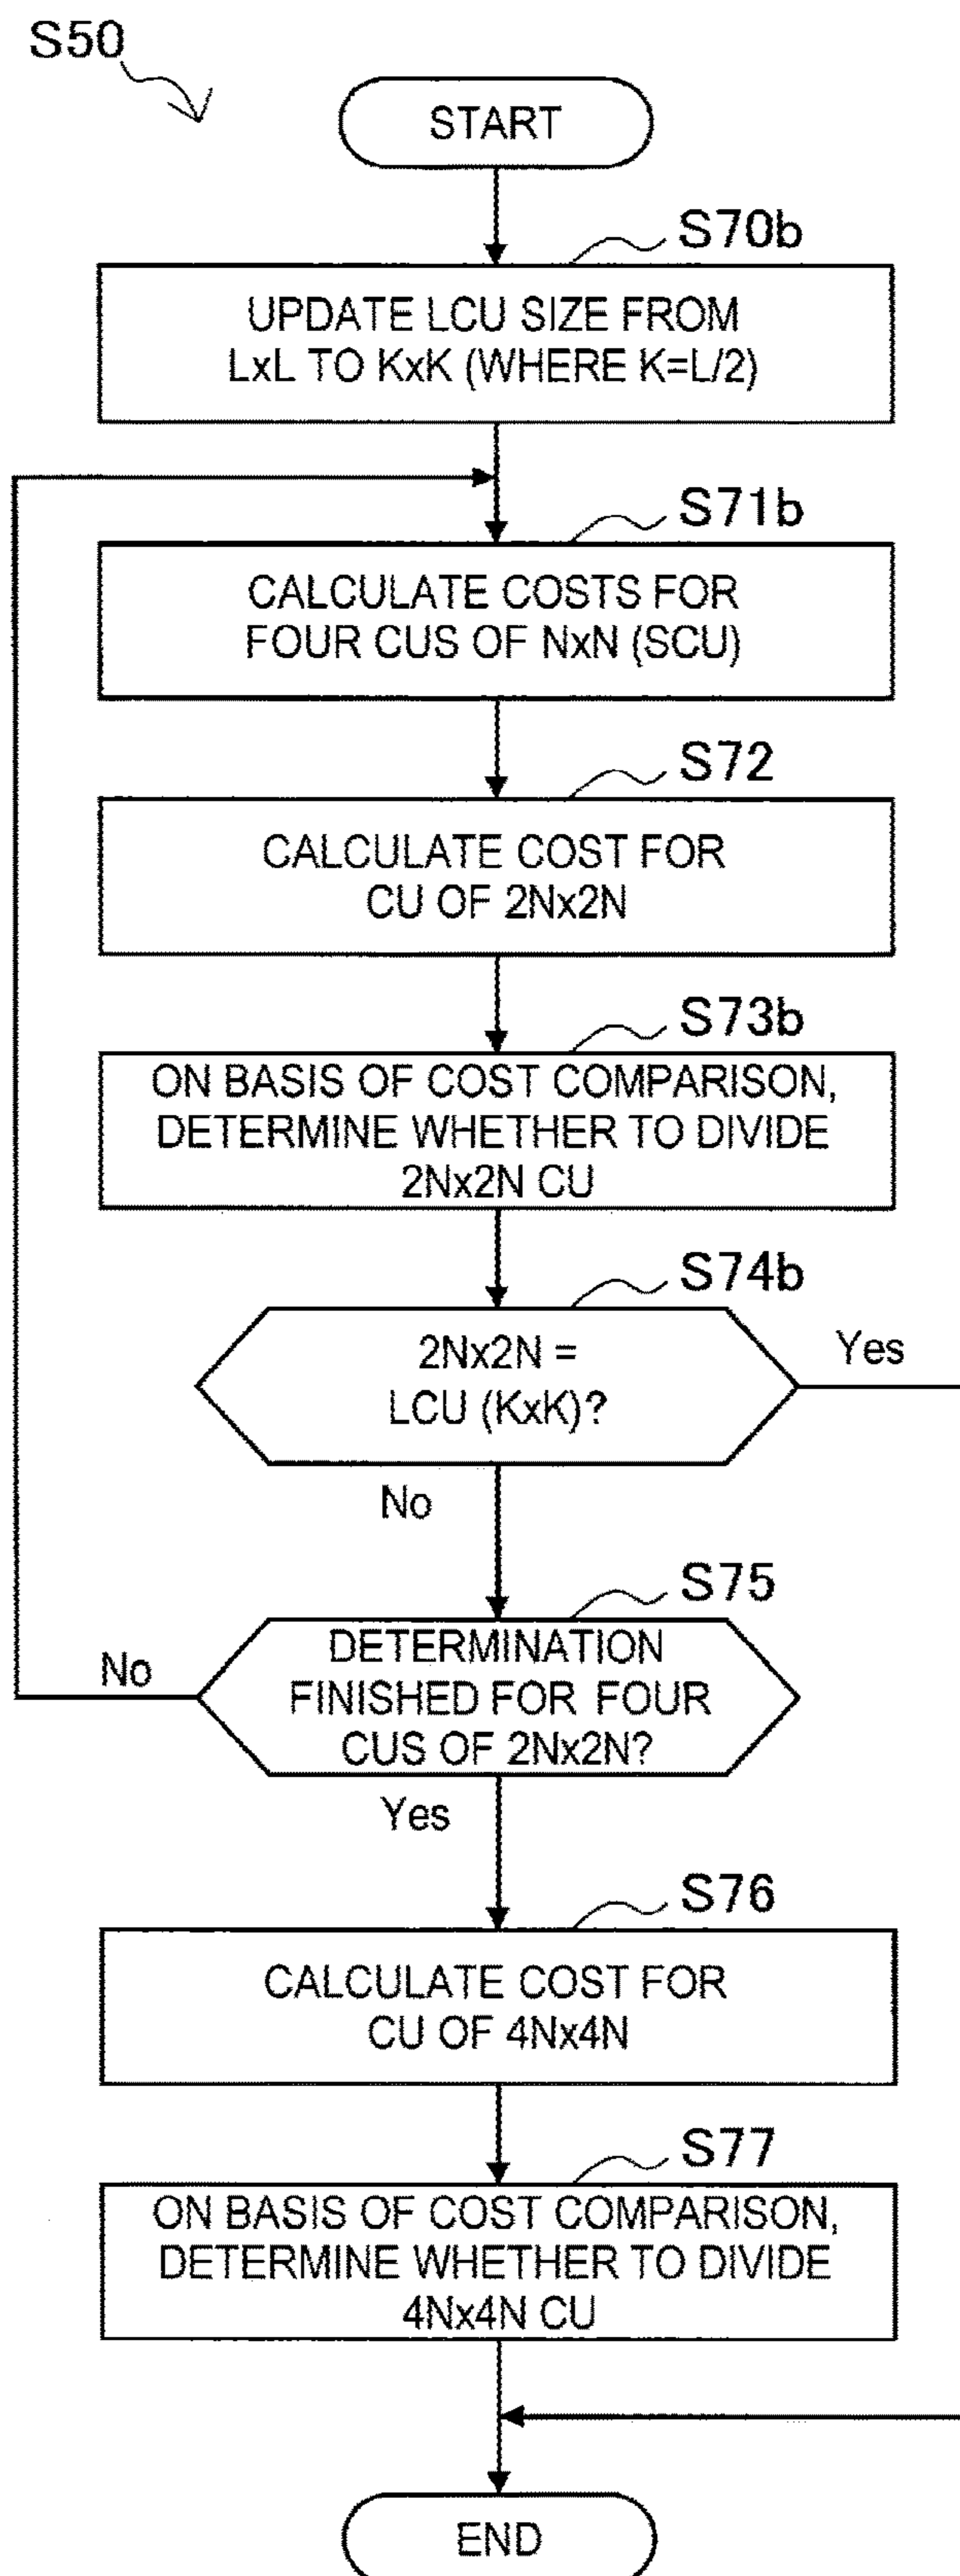 S50
START
S70b
UPDATE LCU SIZE FROM
LxL TO KxK (WHERE K=L/2)
S71b
CALCULATE COSTS FOR
FOUR CUS OF NxN (SCU)
S72
CALCULATE COST FOR
CU OF 2Nx2N
S73b
ON BASIS OF COST COMPARISON,
DETERMINE WHETHER TO DIVIDE
2Nx2N CU
S74b
2Nx2N =
LCU (KxK)?
Yes
No
S75
DETERMINATION
FINISHED FOR FOUR
CUS OF 2Nx2N?
No
Yes
S76
CALCULATE COST FOR
CU OF 4Nx4N
S77
ON BASIS OF COST COMPARISON,
DETERMINE WHETHER TO DIVIDE
4Nx4N CU
END